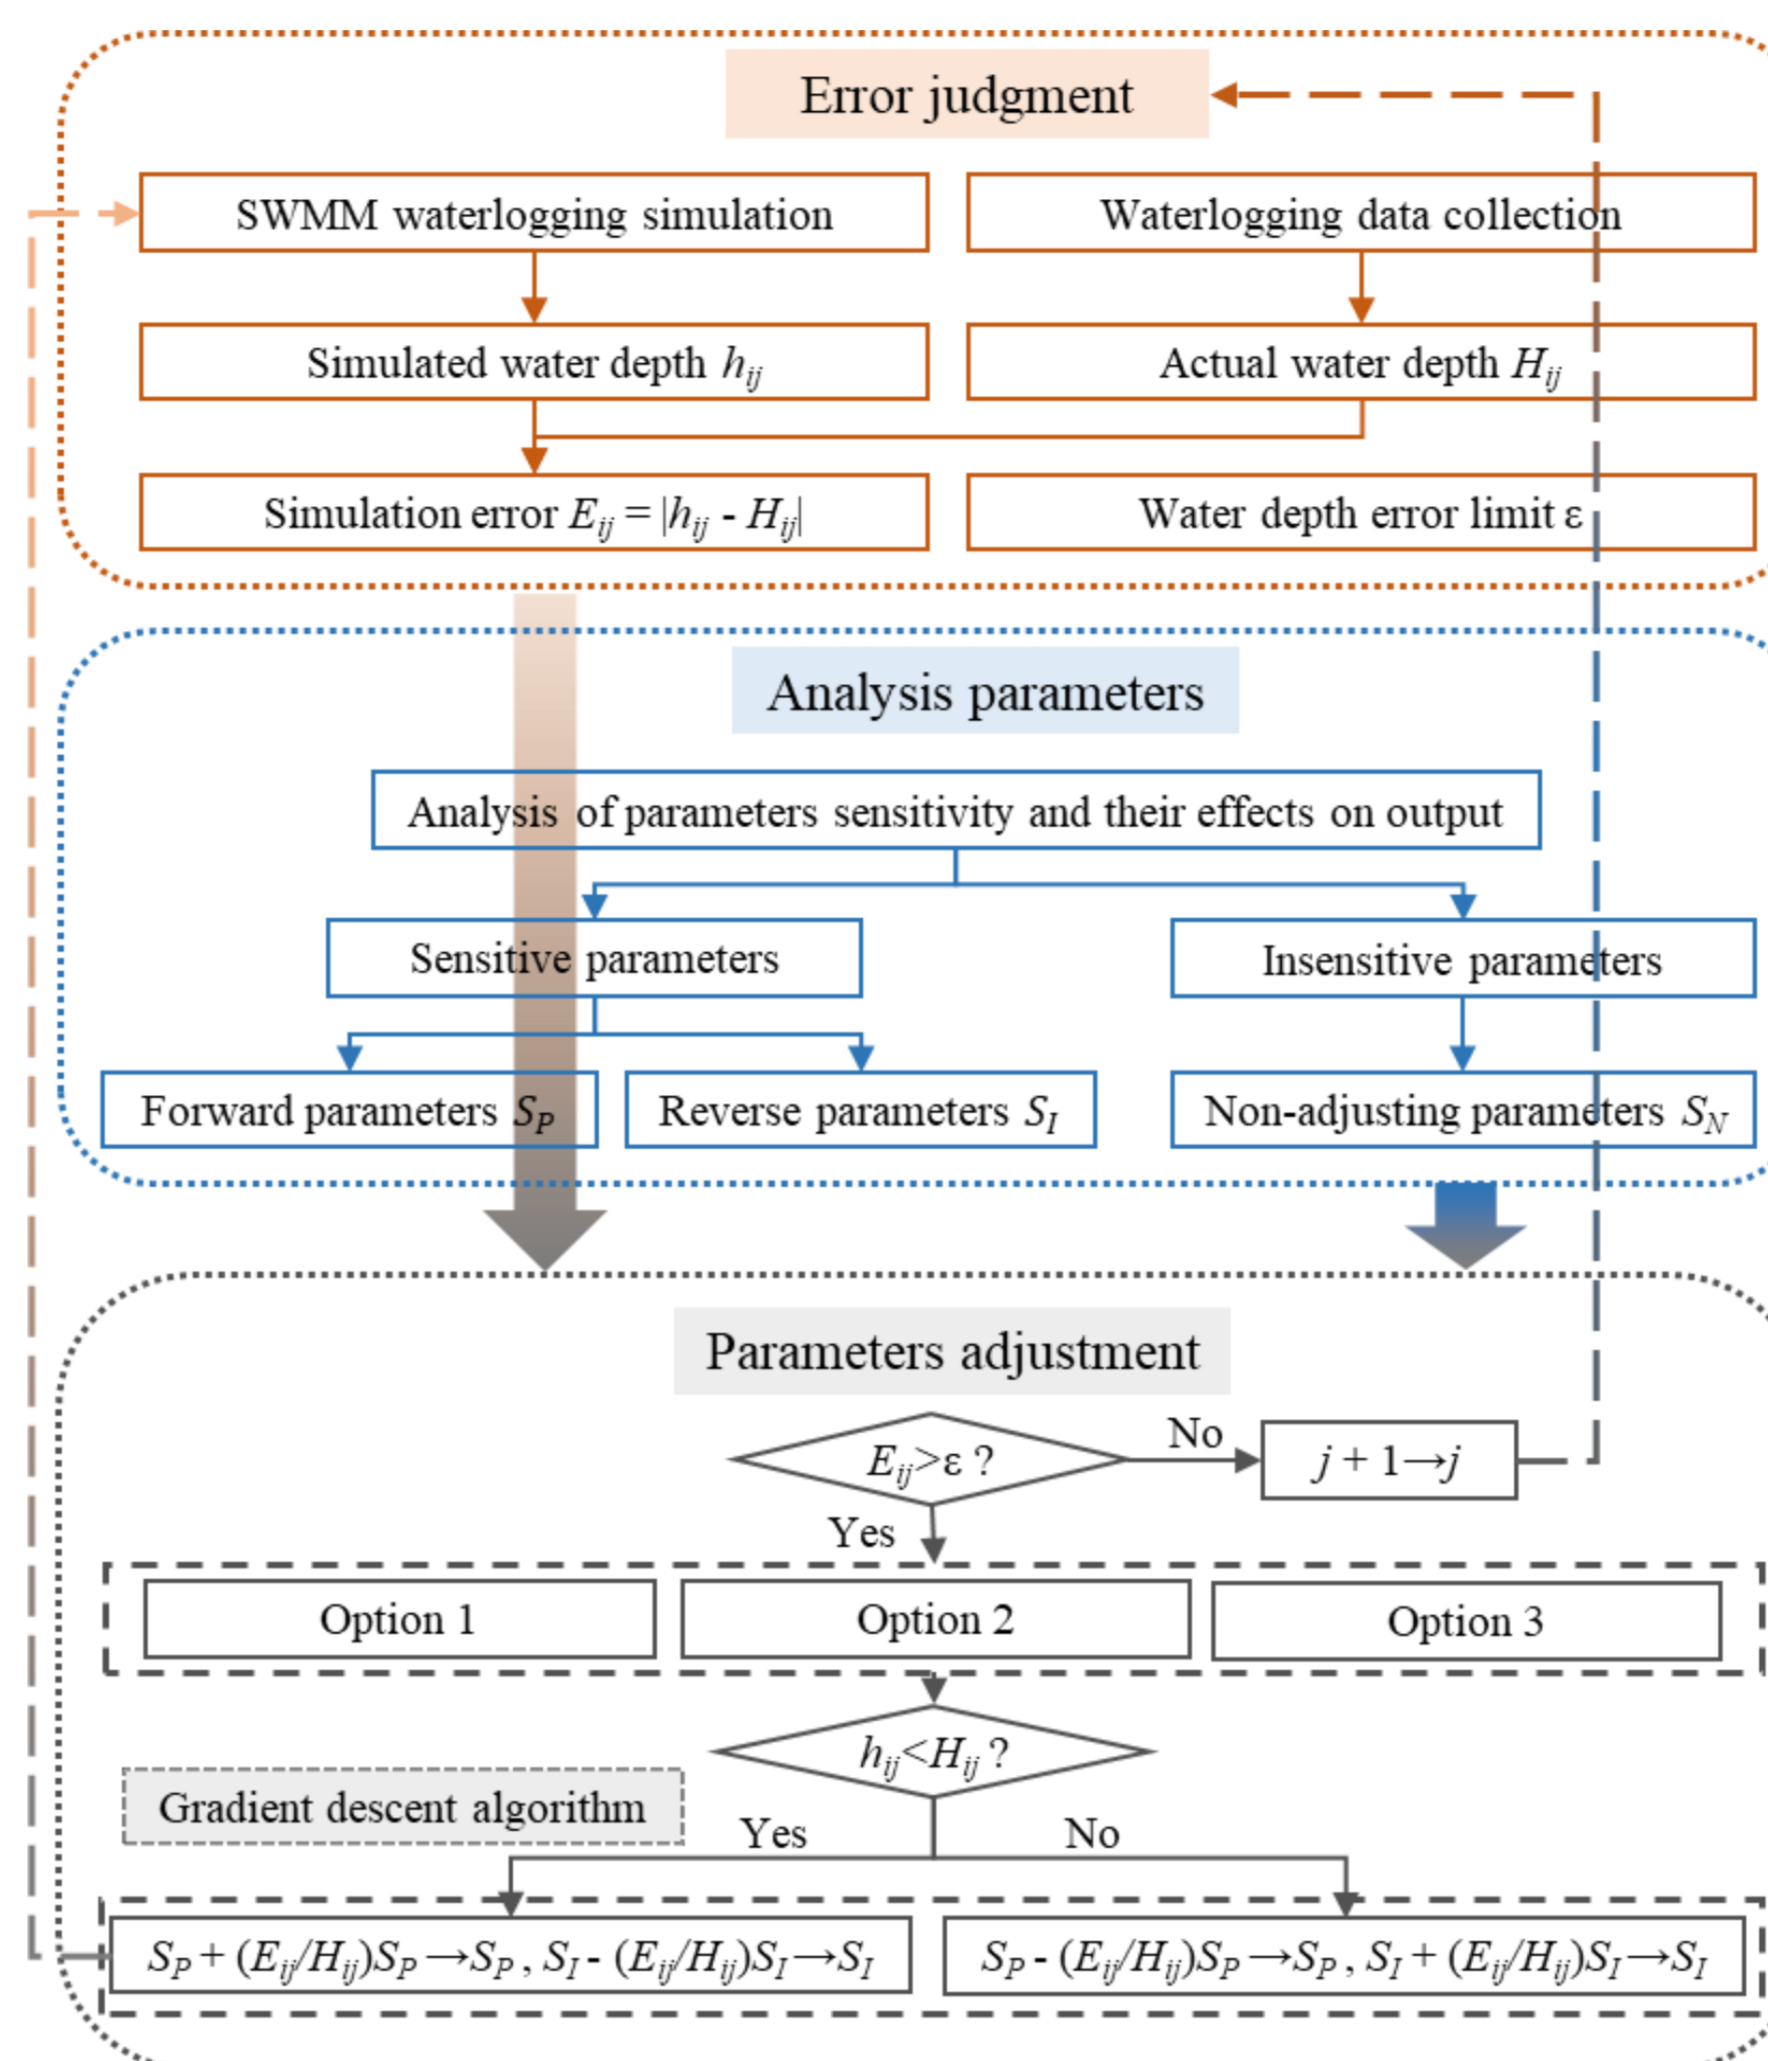 Error judgment
SWMM waterlogging simulation
Waterlogging data collection
Simulated water depth hij
Actual water depth Hij
Simulation error Eij = |hij - Hij|
Water depth error limit ε
Analysis parameters
Analysis of parameters sensitivity and their effects on output
Sensitive parameters
Insensitive parameters
Forward parameters SP
Reverse parameters SI
Non-adjusting parameters SN
Parameters adjustment
Eij>ε ?
No
j + 1→j
Yes
Option 1
Option 2
Option 3
hij<Hij ?
Gradient descent algorithm
Yes
No
SP + (Eij/Hij)SP →SP , SI - (Eij/Hij)SI →SI
SP - (Eij/Hij)SP →SP , SI + (Eij/Hij)SI →SI